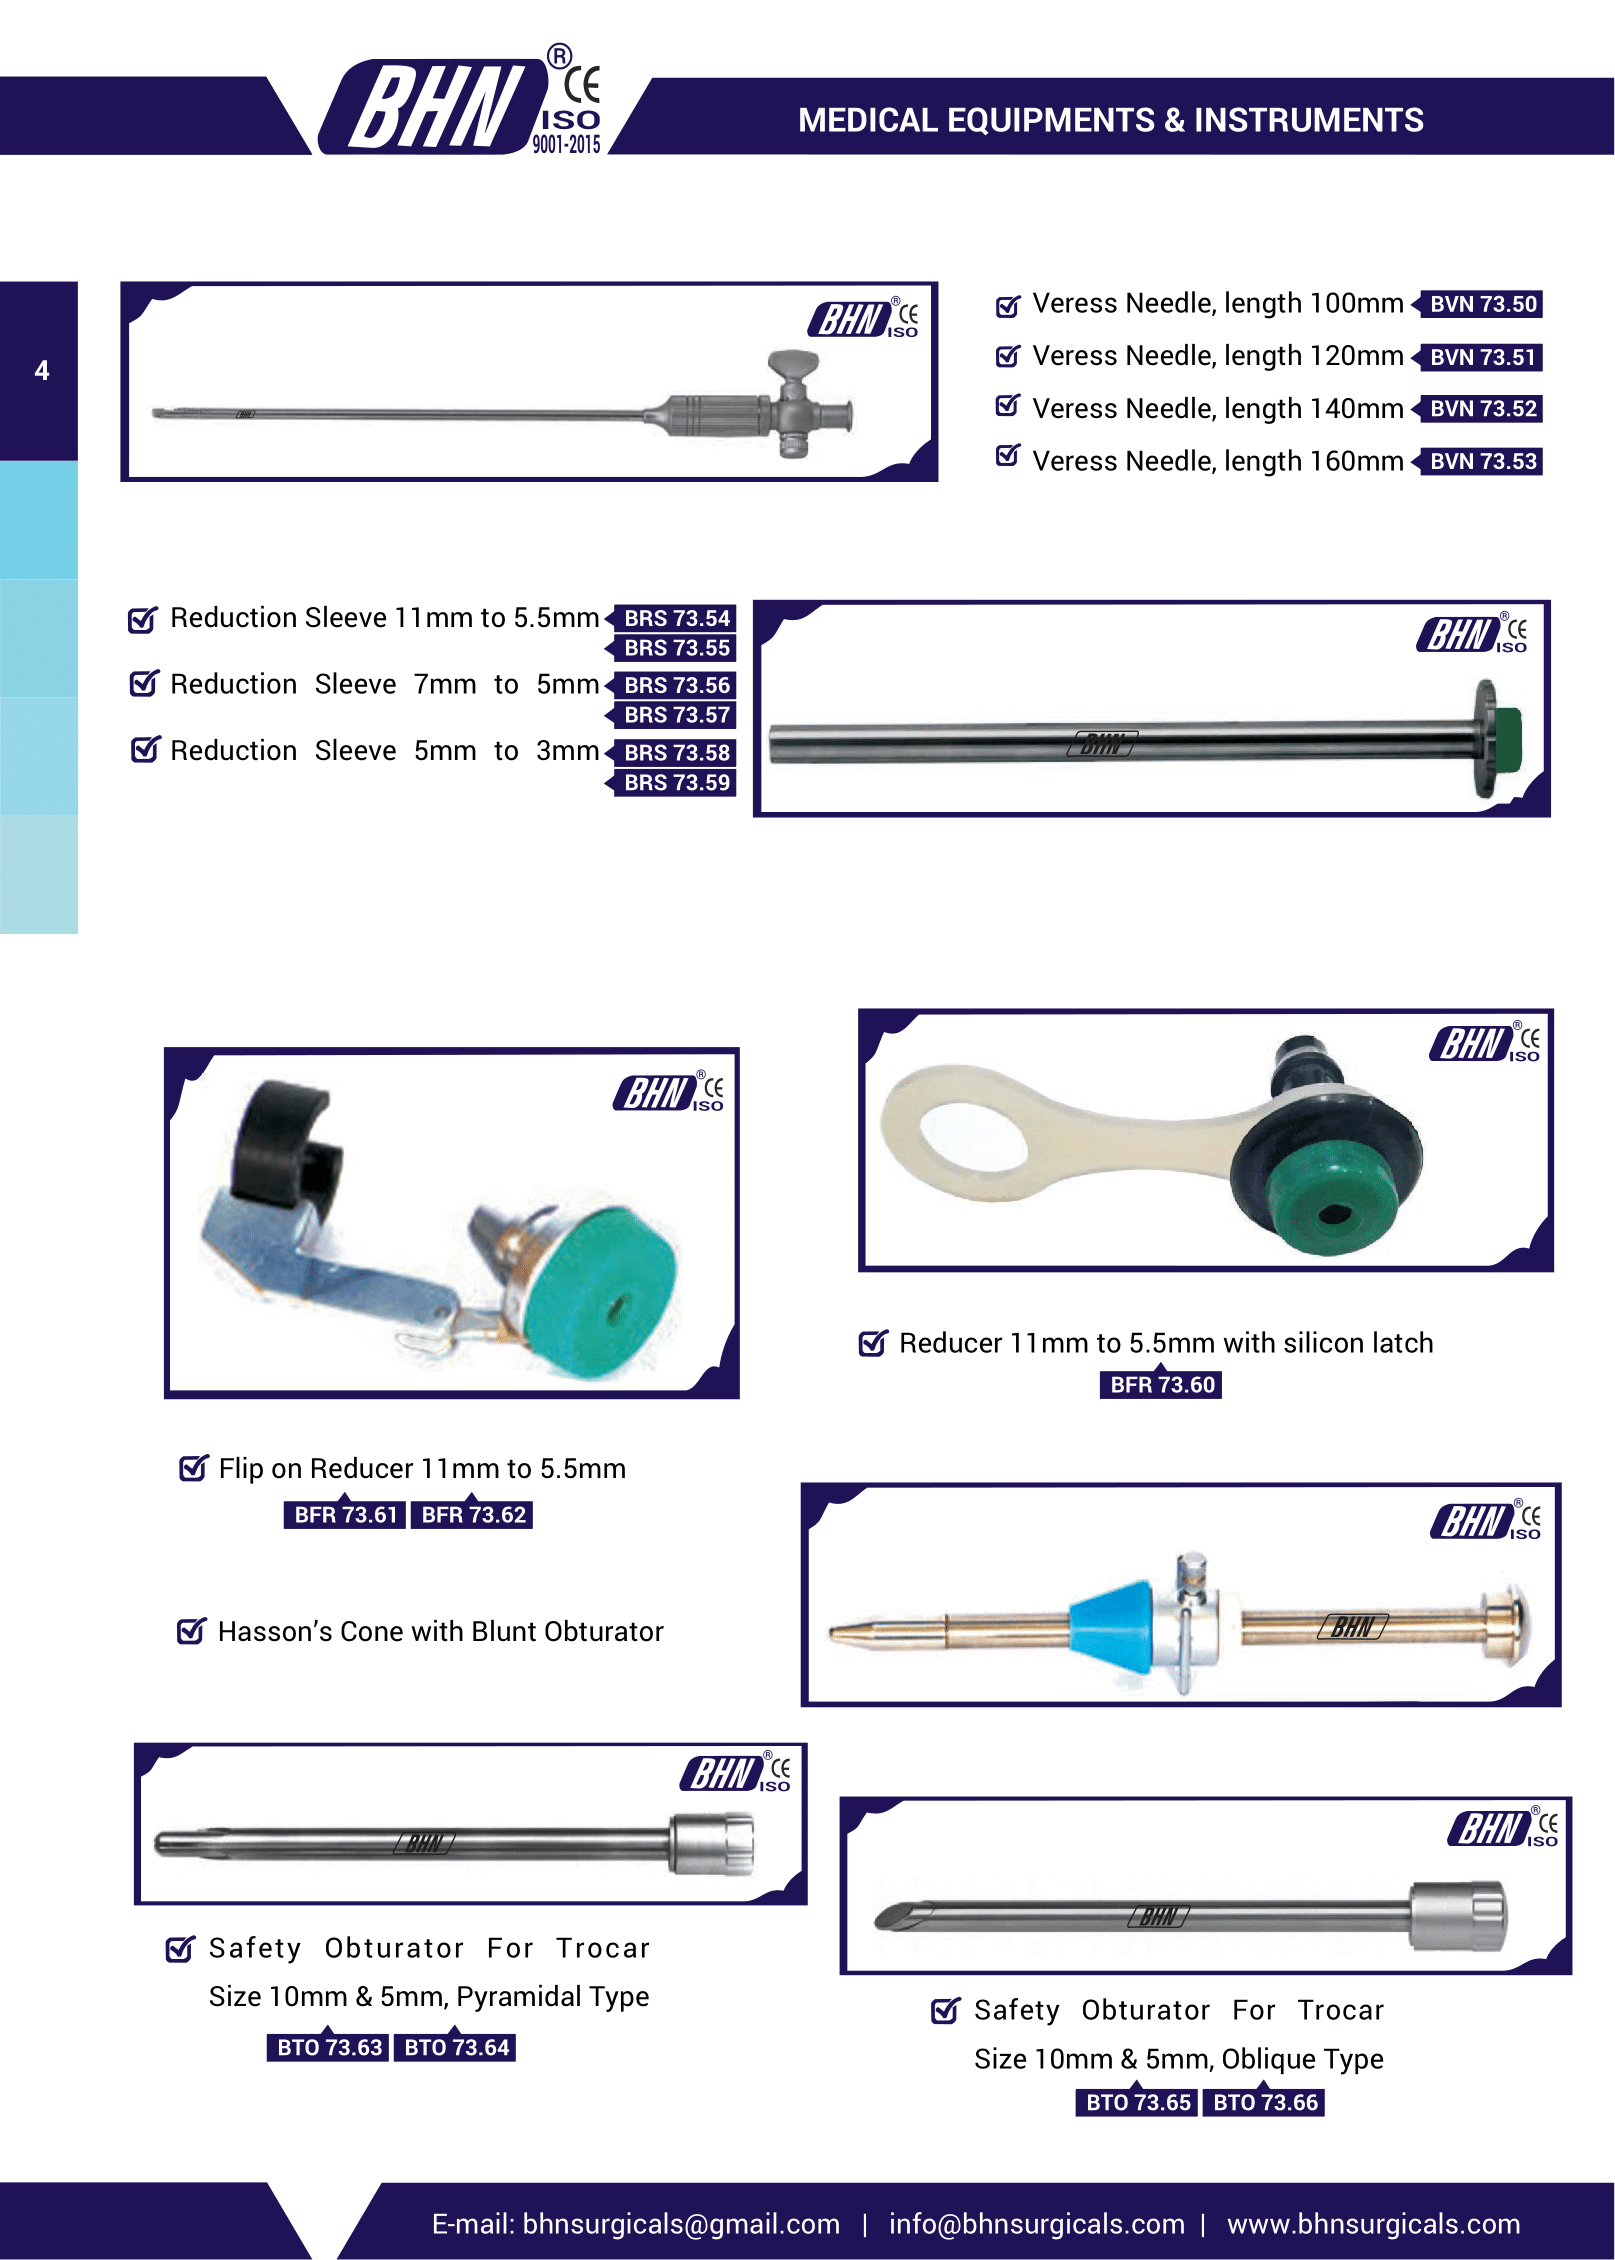 BHN ® CE
ISO
9001-2015
MEDICAL EQUIPMENTS & INSTRUMENTS
4
BHN ® CE
ISO
BHN
Veress Needle, length 100mm BVN 73.50
Veress Needle, length 120mm BVN 73.51
Veress Needle, length 140mm BVN 73.52
Veress Needle, length 160mm BVN 73.53
Reduction Sleeve 11mm to 5.5mm BRS 73.54
BRS 73.55
Reduction Sleeve 7mm to 5mm BRS 73.56
BRS 73.57
Reduction Sleeve 5mm to 3mm BRS 73.58
BRS 73.59
BHN ® CE
ISO
BHN
BHN ® CE
ISO
BHN ® CE
ISO
Reducer 11mm to 5.5mm with silicon latch
BFR 73.60
Flip on Reducer 11mm to 5.5mm
BFR 73.61 BFR 73.62
BHN ® CE
ISO
BHN
Hasson's Cone with Blunt Obturator
BHN ® CE
ISO
BHN
Safety Obturator For Trocar
Size 10mm & 5mm, Pyramidal Type
BTO 73.63 BTO 73.64
BHN ® CE
ISO
BHN
Safety Obturator For Trocar
Size 10mm & 5mm, Oblique Type
BTO 73.65 BTO 73.66
E-mail: bhnsurgicals@gmail.com | info@bhnsurgicals.com | www.bhnsurgicals.com